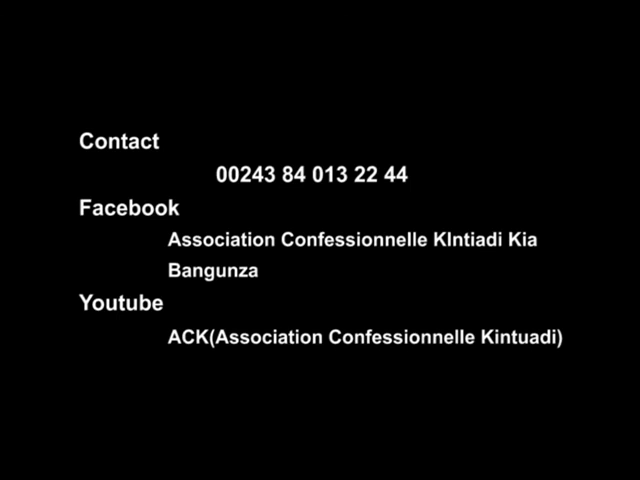 Contact
00243 84 013 22 44
Facebook
Association Confessionnelle KIntiadi Kia
Bangunza
Youtube
ACK(Association Confessionnelle Kintuadi)